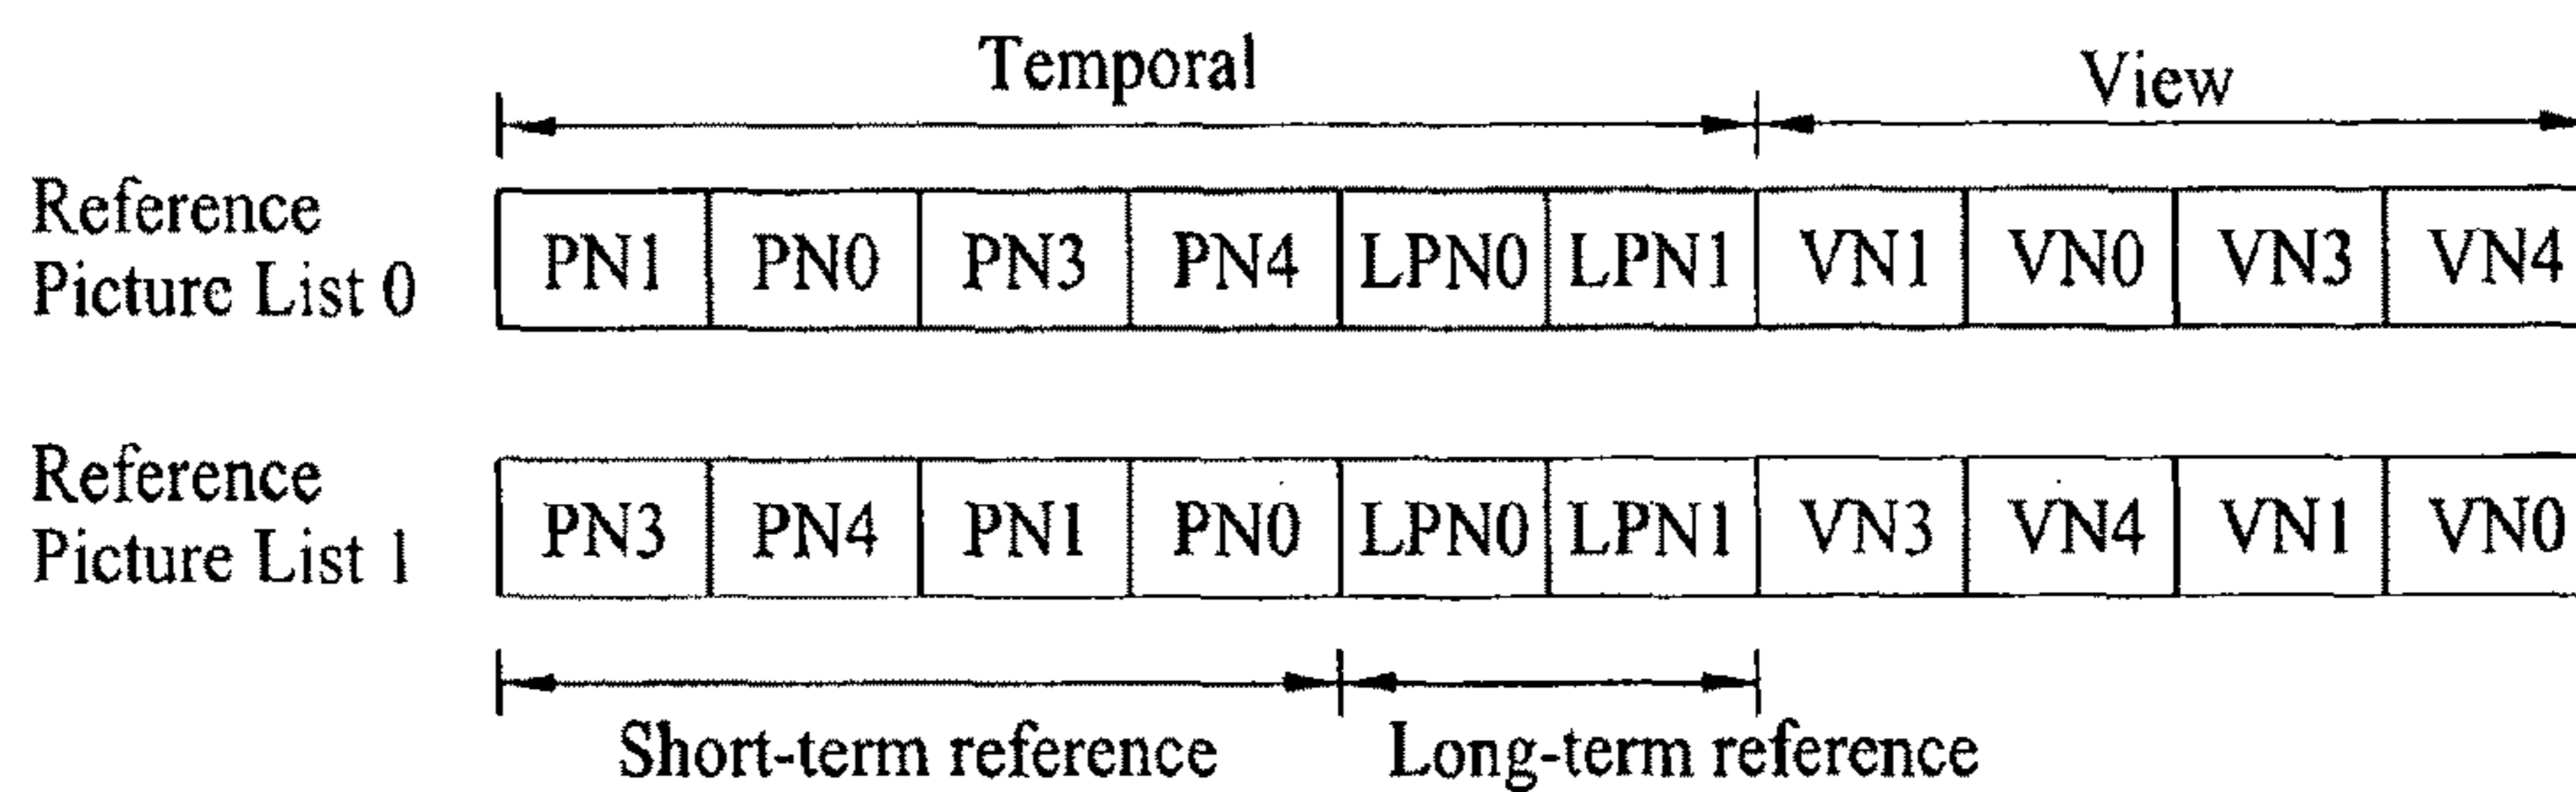 Temporal View
Reference
Picture List 0
PN1 PN0 PN3 PN4 LPN0 LPN1 VN1 VN0 VN3 VN4
Reference
Picture List 1
PN3 PN4 PN1 PN0 LPN0 LPN1 VN3 VN4 VN1 VN0
Short-term reference Long-term reference